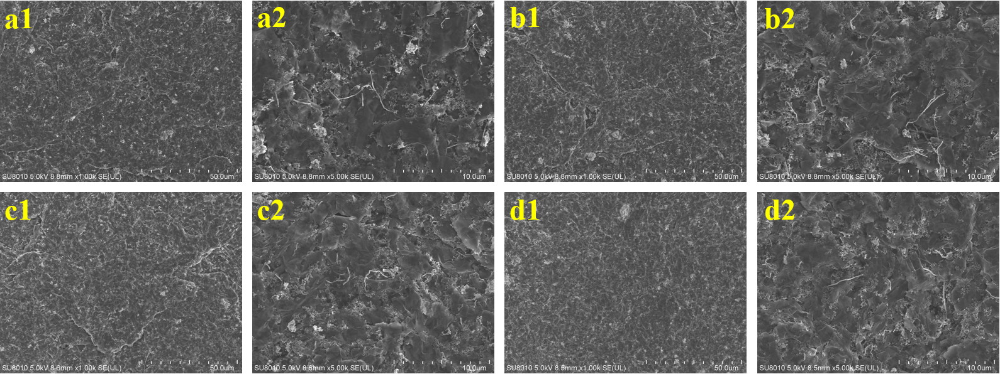 a1
a2
b1
b2
SU8010 5.0kV 8.8mm x1.00k SE(UL) 50.0um
SU8010 5.0kV 8.8mm x5.00k SE(UL) 10.0um
SU8010 5.0kV 8.8mm x1.00k SE(UL) 50.0um
SU8010 5.0kV 8.8mm x5.00k SE(UL) 10.0um
c1
c2
d1
d2
SU8010 5.0kV 8.6mm x1.00k SE(UL) 50.0um
SU8010 5.0kV 8.6mm x5.00k SE(UL) 10.0um
SU8010 5.0kV 8.5mm x1.00k SE(UL) 50.0um
SU8010 5.0kV 8.5mm x5.00k SE(UL) 10.0um